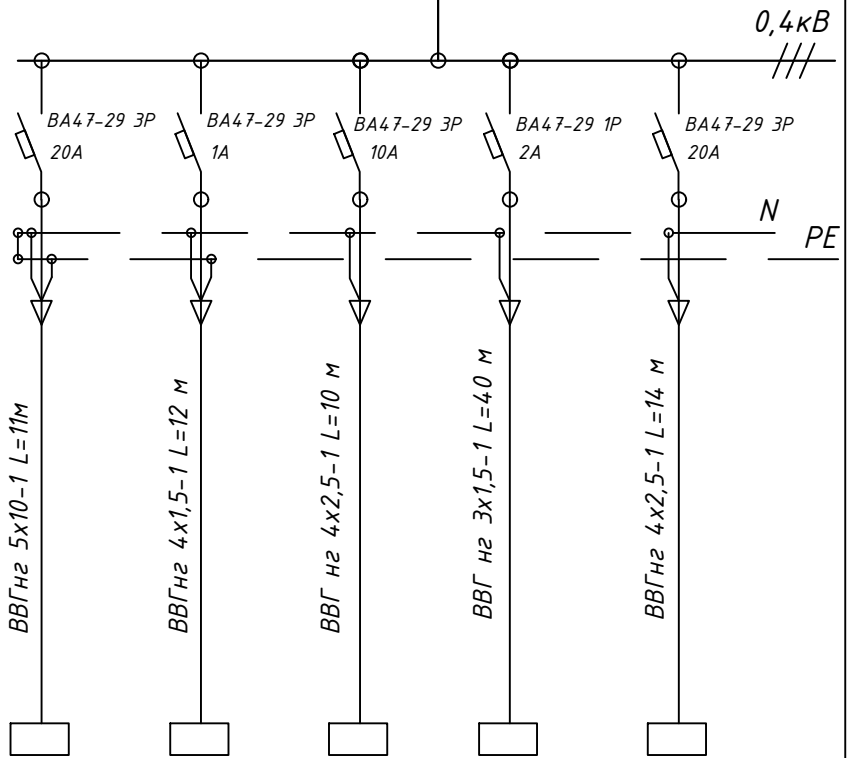 0,4кВ
ВА47-29 3Р
20А
ВА47-29 3Р
1А
ВА47-29 3Р
10А
ВА47-29 1Р
2А
ВА47-29 3Р
20А
N
PE
ВВГнг 5х10-1 L=11м
ВВГнг 4х1,5-1 L=12 м
ВВГ нг 4х2,5-1 L=10 м
ВВГ нг 3х1,5-1 L=40 м
ВВГнг 4х2,5-1 L=14 м